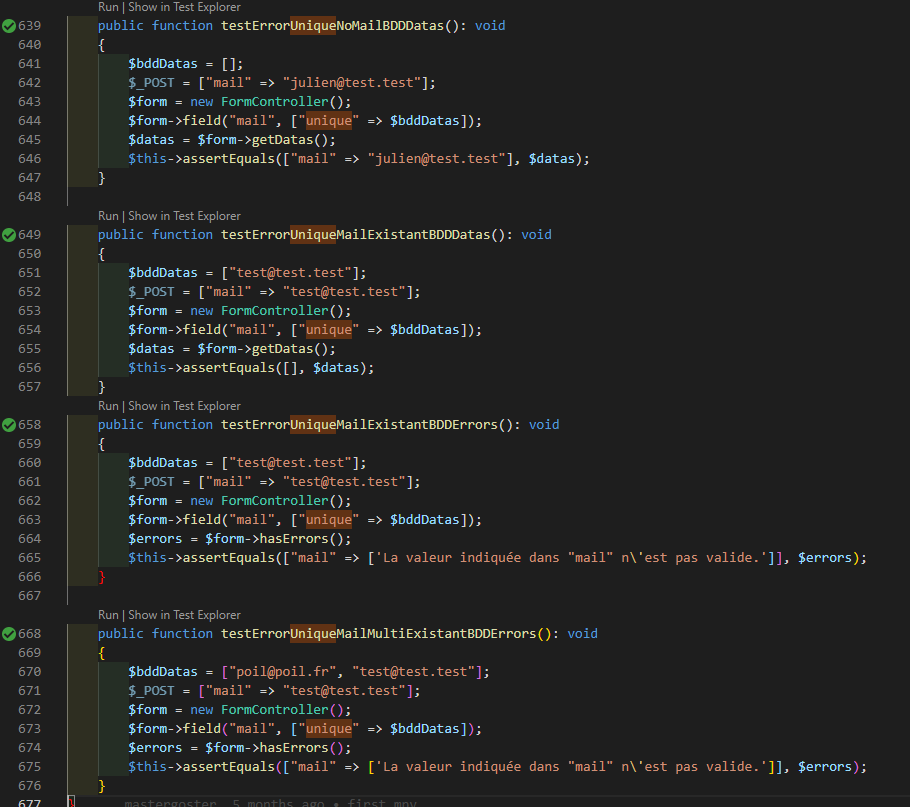 Run | Show in Test Explorer
639 public function testErrorUniqueNoMailBDDDatas(): void
640 {
641 $bddDatas = [];
642 $_POST = ["mail" => "julien@test.test"];
643 $form = new FormController();
644 $form->field("mail", ["unique" => $bddDatas]);
645 $datas = $form->getDatas();
646 $this->assertEquals(["mail" => "julien@test.test"], $datas);
647 }
648
Run | Show in Test Explorer
649 public function testErrorUniqueMailExistantBDDDatas(): void
650 {
651 $bddDatas = ["test@test.test"];
652 $_POST = ["mail" => "test@test.test"];
653 $form = new FormController();
654 $form->field("mail", ["unique" => $bddDatas]);
655 $datas = $form->getDatas();
656 $this->assertEquals([], $datas);
657 }
Run | Show in Test Explorer
658 public function testErrorUniqueMailExistantBDDErrors(): void
659 {
660 $bddDatas = ["test@test.test"];
661 $_POST = ["mail" => "test@test.test"];
662 $form = new FormController();
663 $form->field("mail", ["unique" => $bddDatas]);
664 $errors = $form->hasErrors();
665 $this->assertEquals(["mail" => ['La valeur indiquée dans "mail" n\'est pas valide.']], $errors);
666 }
667
Run | Show in Test Explorer
668 public function testErrorUniqueMailMultiExistantBDDErrors(): void
669 {
670 $bddDatas = ["poil@poil.fr", "test@test.test"];
671 $_POST = ["mail" => "test@test.test"];
672 $form = new FormController();
673 $form->field("mail", ["unique" => $bddDatas]);
674 $errors = $form->hasErrors();
675 $this->assertEquals(["mail" => ['La valeur indiquée dans "mail" n\'est pas valide.']], $errors);
676 }
677 } mastergoster, 5 months ago • first mpv